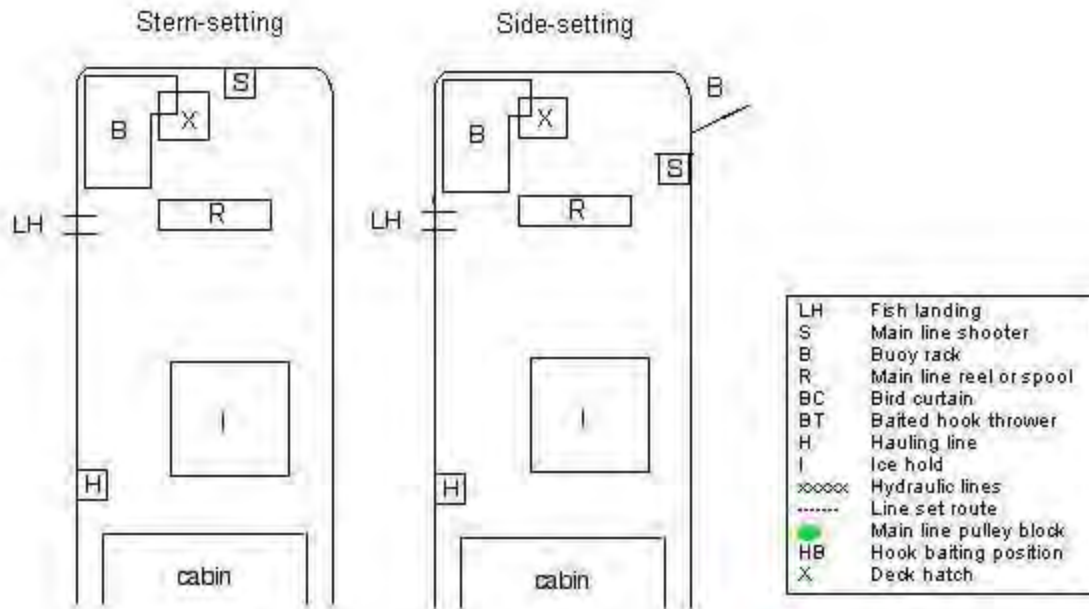 Stern-setting
S
X
B
R
LH
I
H
cabin
Side-setting
B
X
B
S
R
LH
I
H
cabin
LH Fish landing
S Main line shooter
B Buoy rack
R Main line reel or spool
BC Bird curtain
BT Baited hook thrower
H Hauling line
I Ice hold
xxxxx Hydraulic lines
------- Line set route
Main line pulley block
HB Hook baiting position
X Deck hatch